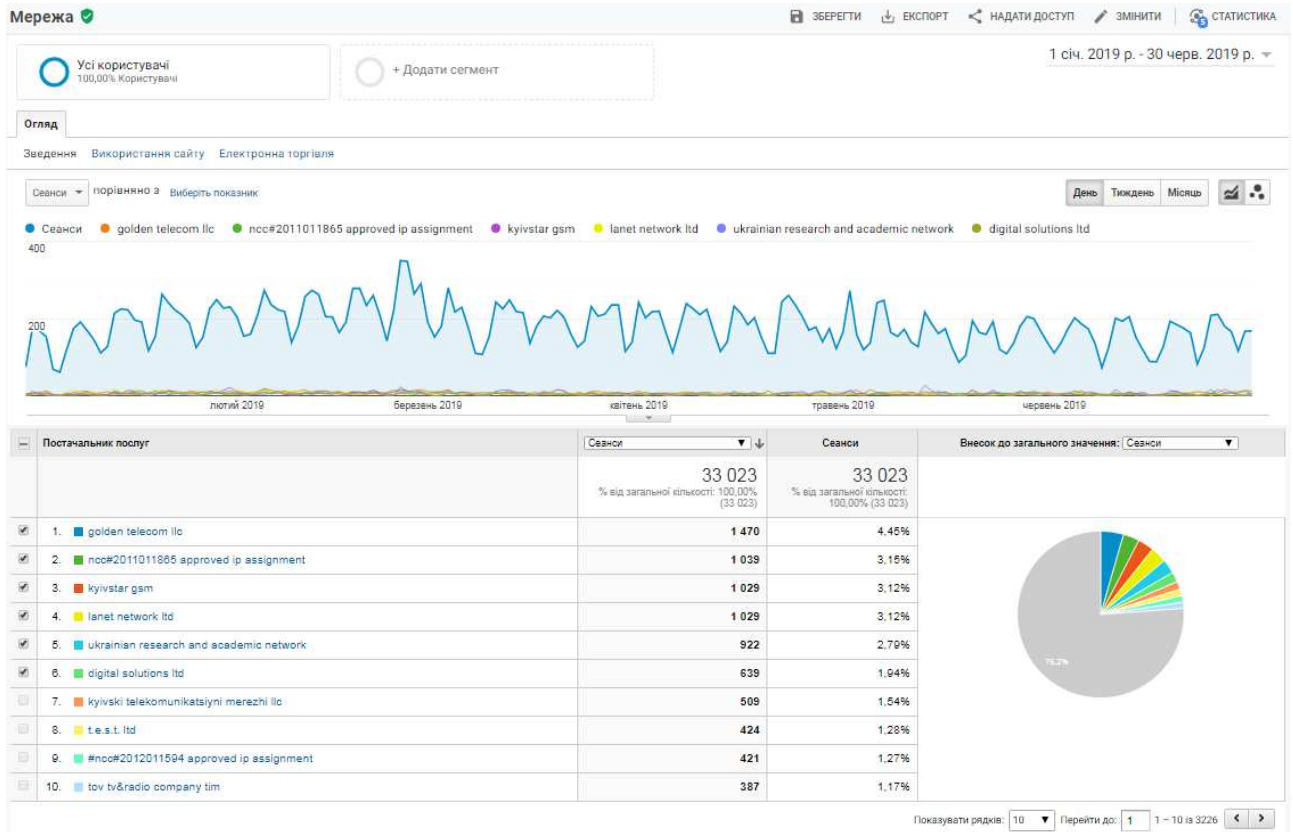 Мережа
ЗБЕРЕГТИ ЕКСПОРТ НАДАТИ ДОСТУП ЗМІНИТИ СТАТИСТИКА
5
Усі користувачі
100,00% Користувачі
+ Додати сегмент
1 січ. 2019 р. - 30 черв. 2019 р.
Огляд
Зведення Використання сайту Електронна торгівля
Сеанси порівняно з Виберіть показник
День Тиждень Місяць
Сеанси golden telecom llc ncc#2011011865 approved ip assignment kyivstar gsm lanet network ltd ukrainian research and academic network digital solutions ltd
400
200
лютий 2019 березень 2019 квітень 2019 травень 2019 червень 2019
Постачальник послуг Сеанси Сеанси Внесок до загального значення: Сеанси
33 023 33 023
% від загальної кількості: 100,00% (33 023) % від загальної кількості: 100,00% (33 023)
1. golden telecom llc 1 470 4,45%
2. ncc#2011011865 approved ip assignment 1 039 3,15%
3. kyivstar gsm 1 029 3,12%
4. lanet network ltd 1 029 3,12%
5. ukrainian research and academic network 922 2,79%
6. digital solutions ltd 639 1,94%
7. kyivski telekomunikatsiyni merezhi llc 509 1,54%
8. t.e.s.t. ltd 424 1,28%
9. #ncc#2012011594 approved ip assignment 421 1,27%
10. tov tv&radio company tim 387 1,17%
76,2%
Показувати рядків: 10 Перейти до: 1 1 – 10 із 3226